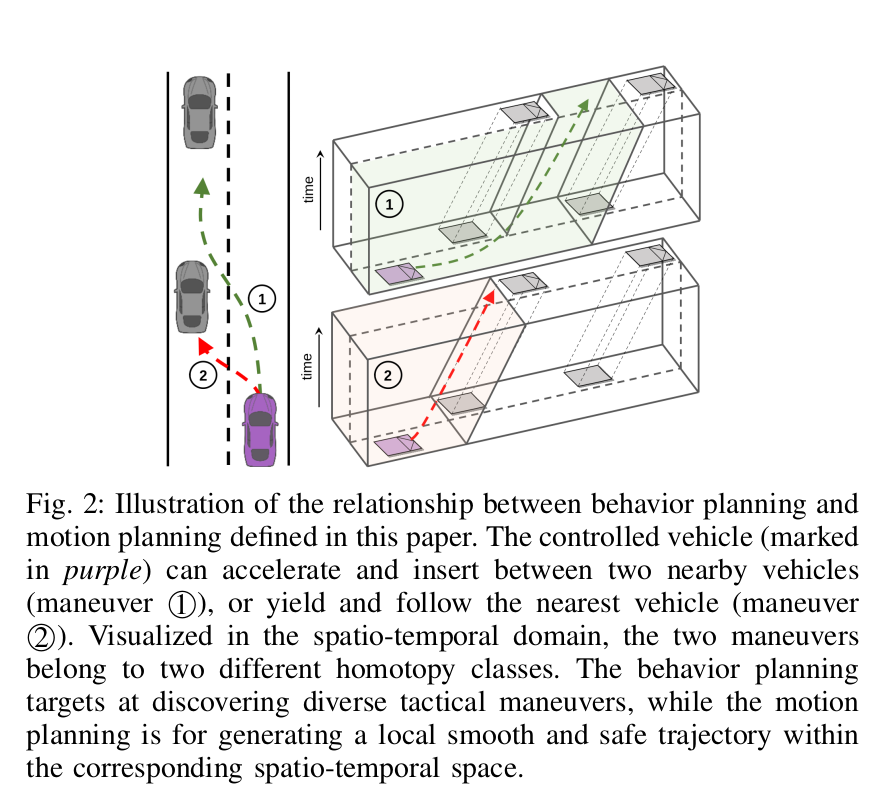 time
1
1
2
time
2
Fig. 2: Illustration of the relationship between behavior planning and
motion planning defined in this paper. The controlled vehicle (marked
in purple) can accelerate and insert between two nearby vehicles
(maneuver ①), or yield and follow the nearest vehicle (maneuver
②). Visualized in the spatio-temporal domain, the two maneuvers
belong to two different homotopy classes. The behavior planning
targets at discovering diverse tactical maneuvers, while the motion
planning is for generating a local smooth and safe trajectory within
the corresponding spatio-temporal space.